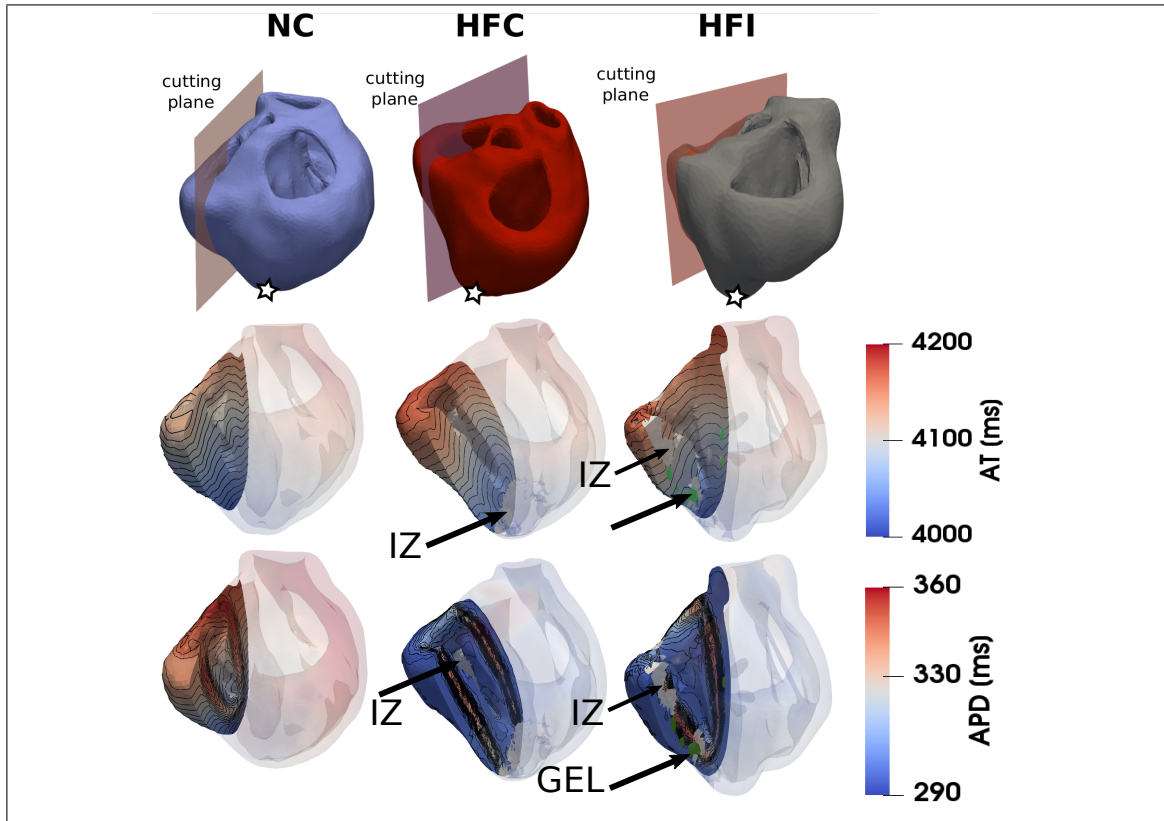 NC HFC HFI
cutting
plane
cutting
plane
cutting
plane
4200
4100
4000
AT (ms)
IZ
IZ
360
330
290
APD (ms)
IZ
IZ
GEL